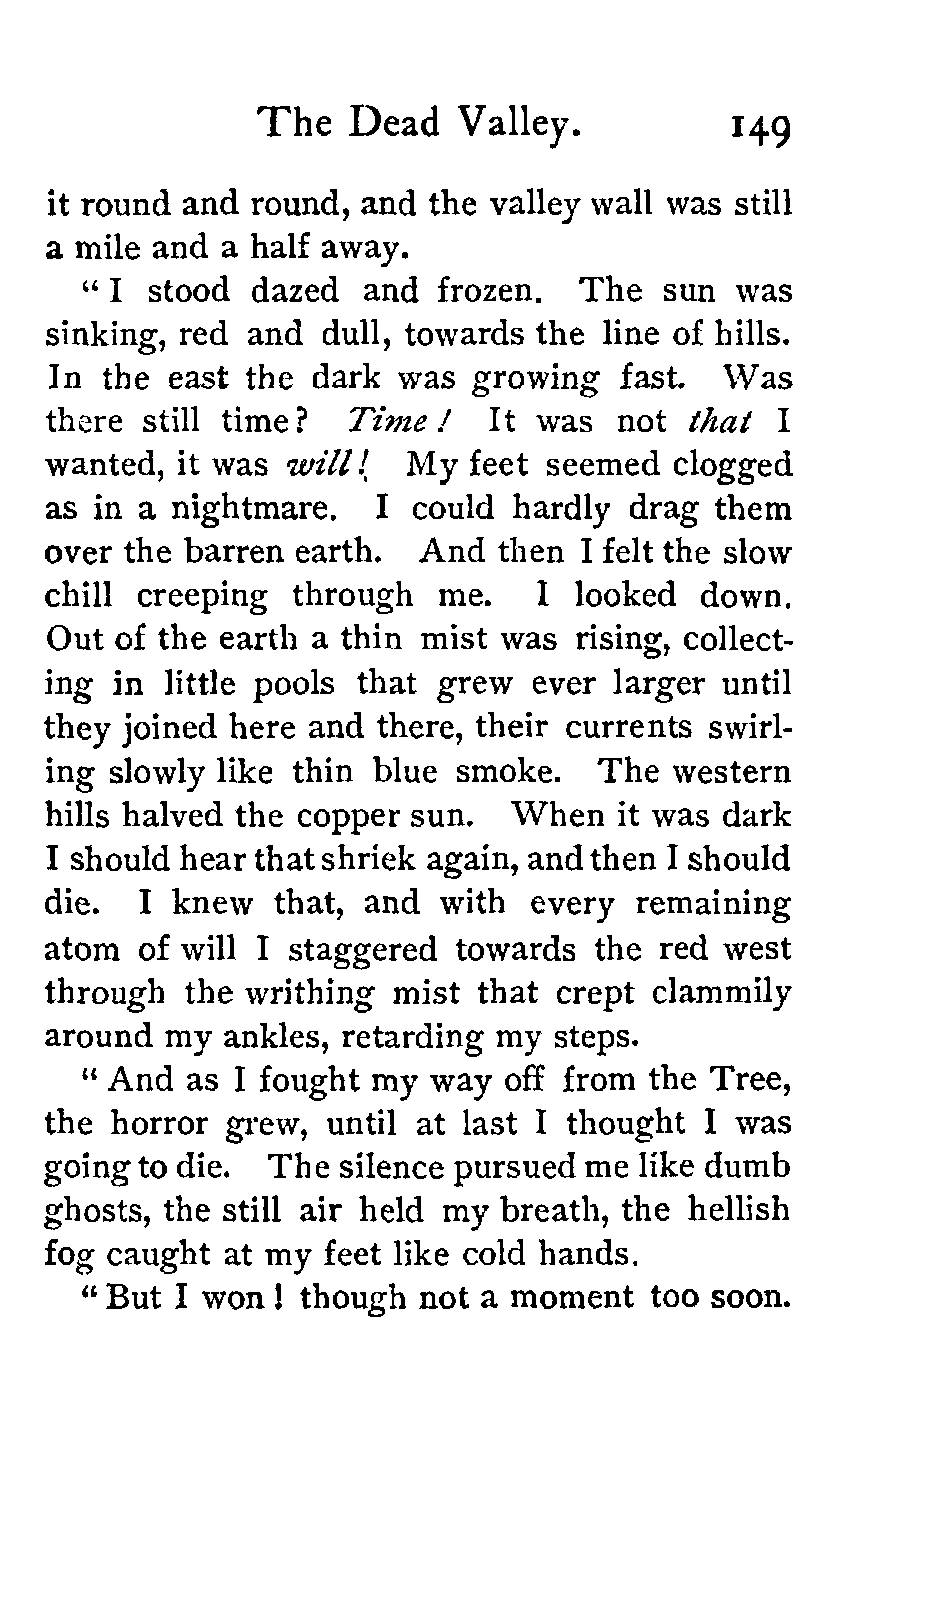 The Dead Valley. 149
it round and round, and the valley wall was still
a mile and a half away.
“ I stood dazed and frozen. The sun was
sinking, red and dull, towards the line of hills.
In the east the dark was growing fast. Was
there still time? Time ! It was not that I
wanted, it was will! My feet seemed clogged
as in a nightmare. I could hardly drag them
over the barren earth. And then I felt the slow
chill creeping through me. I looked down.
Out of the earth a thin mist was rising, collect-
ing in little pools that grew ever larger until
they joined here and there, their currents swirl-
ing slowly like thin blue smoke. The western
hills halved the copper sun. When it was dark
I should hear that shriek again, and then I should
die. I knew that, and with every remaining
atom of will I staggered towards the red west
through the writhing mist that crept clammily
around my ankles, retarding my steps.
“ And as I fought my way off from the Tree,
the horror grew, until at last I thought I was
going to die. The silence pursued me like dumb
ghosts, the still air held my breath, the hellish
fog caught at my feet like cold hands.
“ But I won ! though not a moment too soon.